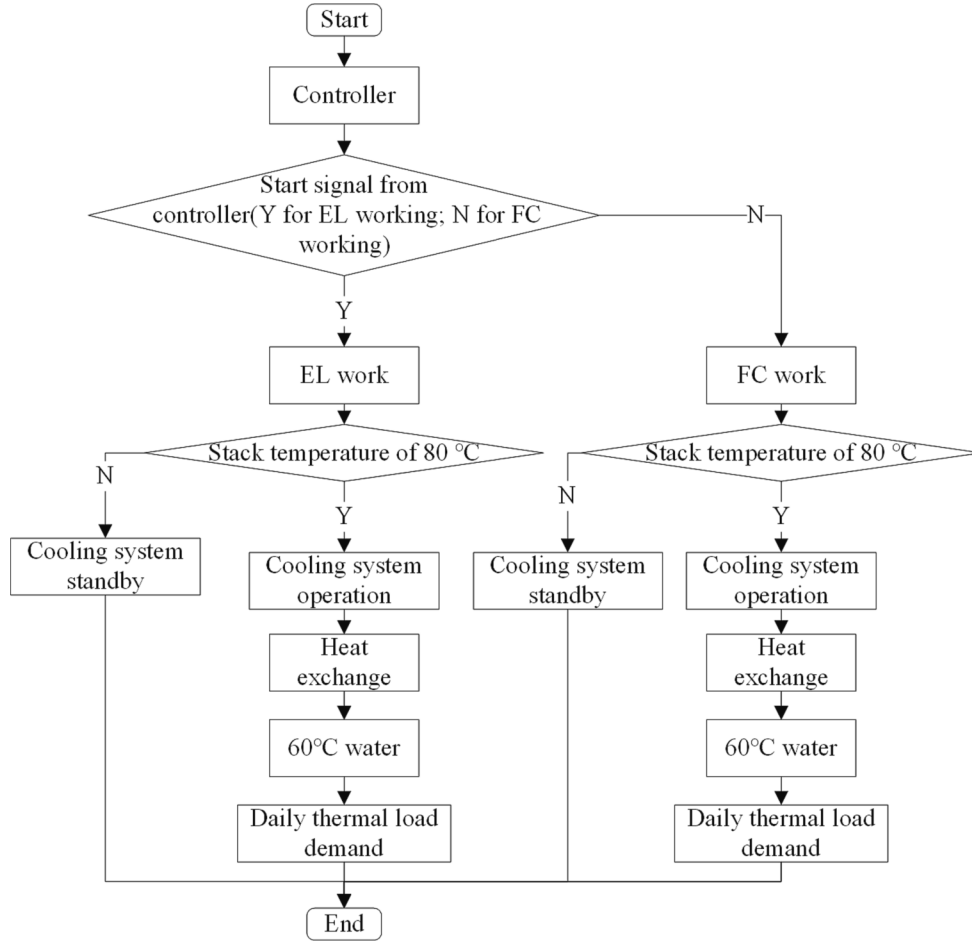 Start
Controller
Start signal from
controller(Y for EL working; N for FC
working)
N
Y
EL work
FC work
Stack temperature of 80 °C
Stack temperature of 80 °C
N
Y
N
Y
Cooling system
standby
Cooling system
operation
Cooling system
standby
Cooling system
operation
Heat
exchange
Heat
exchange
60°C water
60°C water
Daily thermal load
demand
Daily thermal load
demand
End